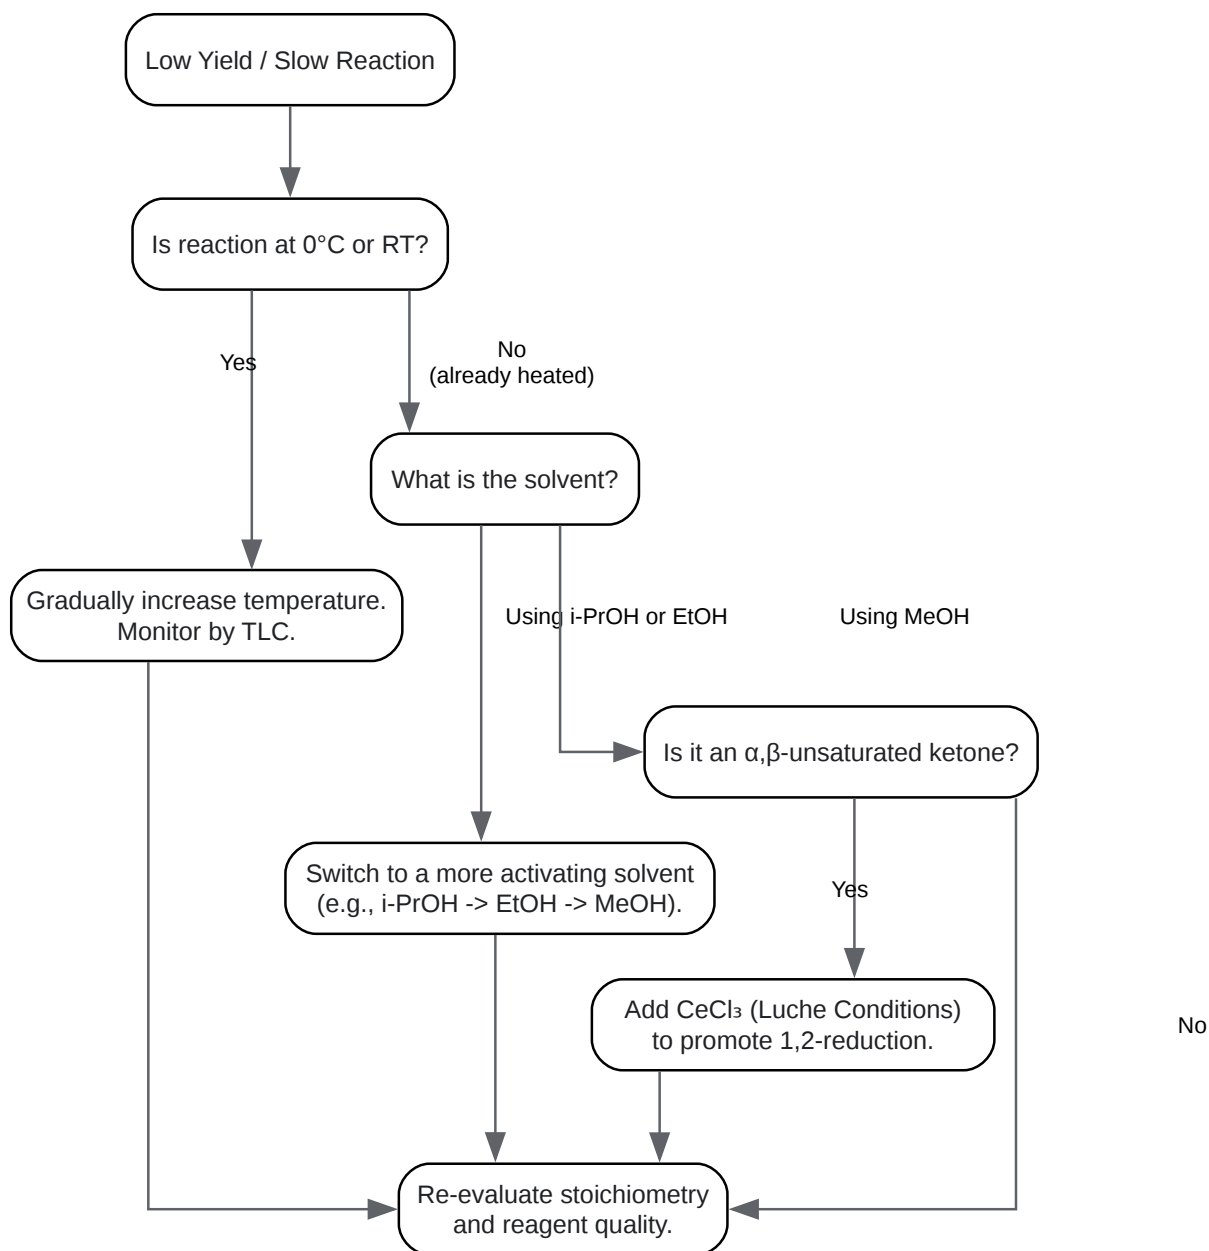 Low Yield / Slow Reaction
Is reaction at 0°C or RT?
Yes
No
(already heated)
What is the solvent?
Gradually increase temperature.
Monitor by TLC.
Using i-PrOH or EtOH
Using MeOH
Is it an α,β-unsaturated ketone?
Switch to a more activating solvent
(e.g., i-PrOH -> EtOH -> MeOH).
Yes
Add CeCl₃ (Luche Conditions)
to promote 1,2-reduction.
No
Re-evaluate stoichiometry
and reagent quality.